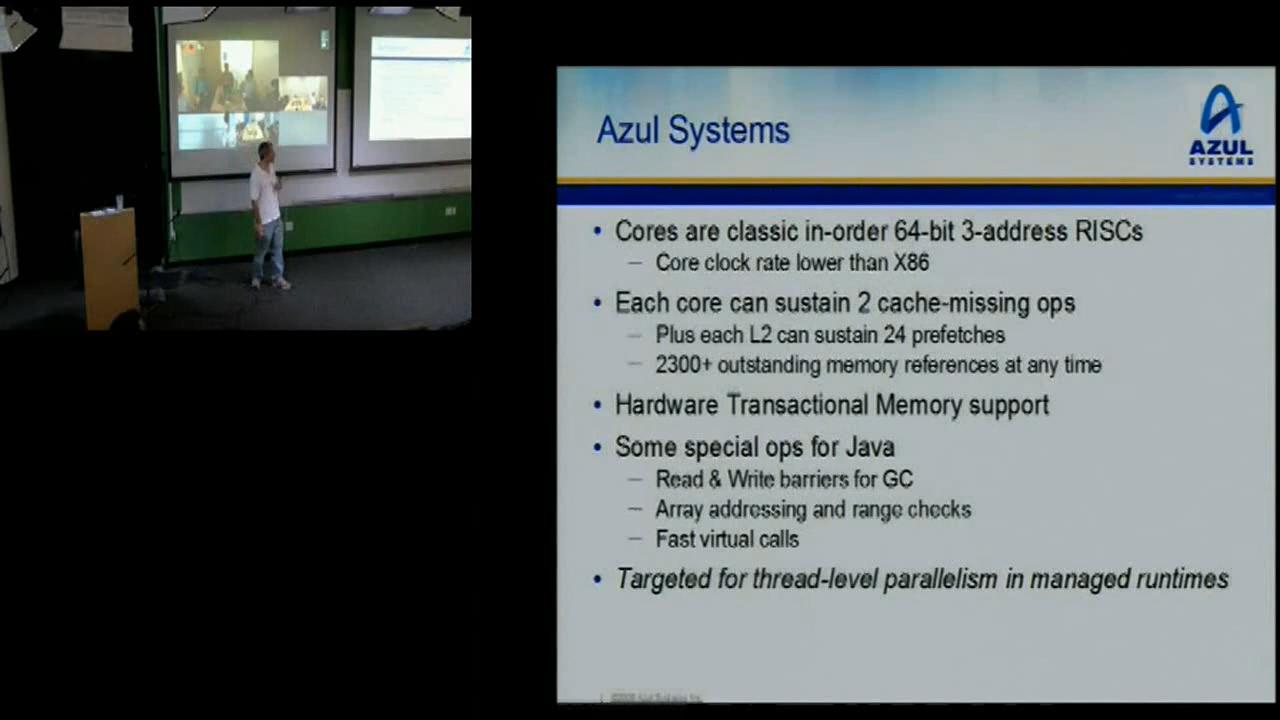 Azul Systems
AZUL
SYSTEMS
• Cores are classic in-order 64-bit 3-address RISCs
– Core clock rate lower than X86
• Each core can sustain 2 cache-missing ops
– Plus each L2 can sustain 24 prefetches
– 2300+ outstanding memory references at any time
• Hardware Transactional Memory support
• Some special ops for Java
– Read & Write barriers for GC
– Array addressing and range checks
– Fast virtual calls
• Targeted for thread-level parallelism in managed runtimes